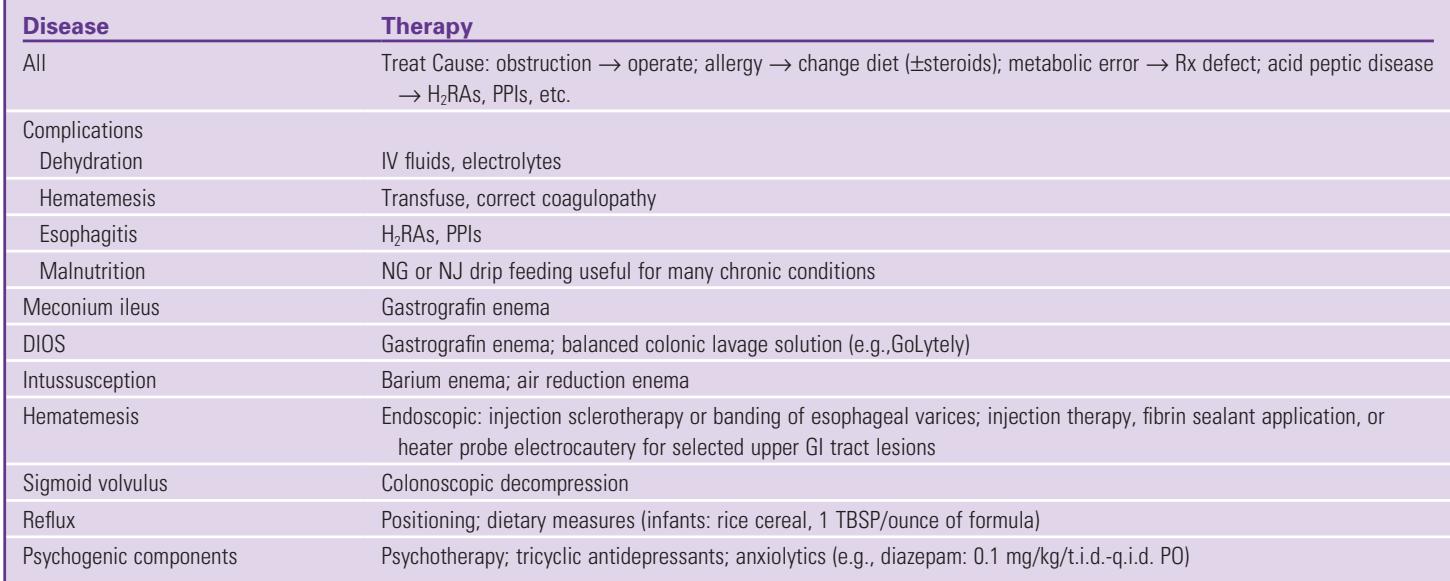 Disease Therapy
All Treat Cause: obstruction → operate; allergy → change diet (±steroids); metabolic error → Rx defect; acid peptic disease
→ H₂RAs, PPIs, etc.
Complications
Dehydration IV fluids, electrolytes
Hematemesis Transfuse, correct coagulopathy
Esophagitis H₂RAs, PPIs
Malnutrition NG or NJ drip feeding useful for many chronic conditions
Meconium ileus Gastrografin enema
DIOS Gastrografin enema; balanced colonic lavage solution (e.g.,GoLytely)
Intussusception Barium enema; air reduction enema
Hematemesis Endoscopic: injection sclerotherapy or banding of esophageal varices; injection therapy, fibrin sealant application, or
heater probe electrocautery for selected upper GI tract lesions
Sigmoid volvulus Colonoscopic decompression
Reflux Positioning; dietary measures (infants: rice cereal, 1 TBSP/ounce of formula)
Psychogenic components Psychotherapy; tricyclic antidepressants; anxiolytics (e.g., diazepam: 0.1 mg/kg/t.i.d.-q.i.d. PO)